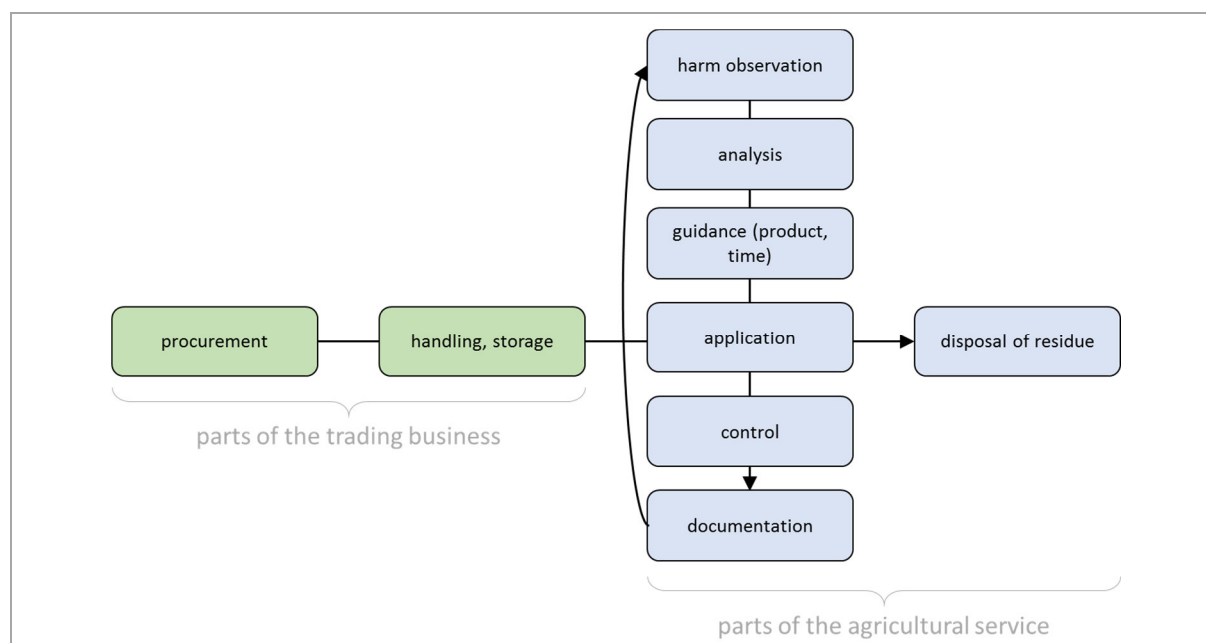 harm observation
analysis
guidance (product,
time)
procurement
handling, storage
application
disposal of residue
parts of the trading business
control
documentation
parts of the agricultural service